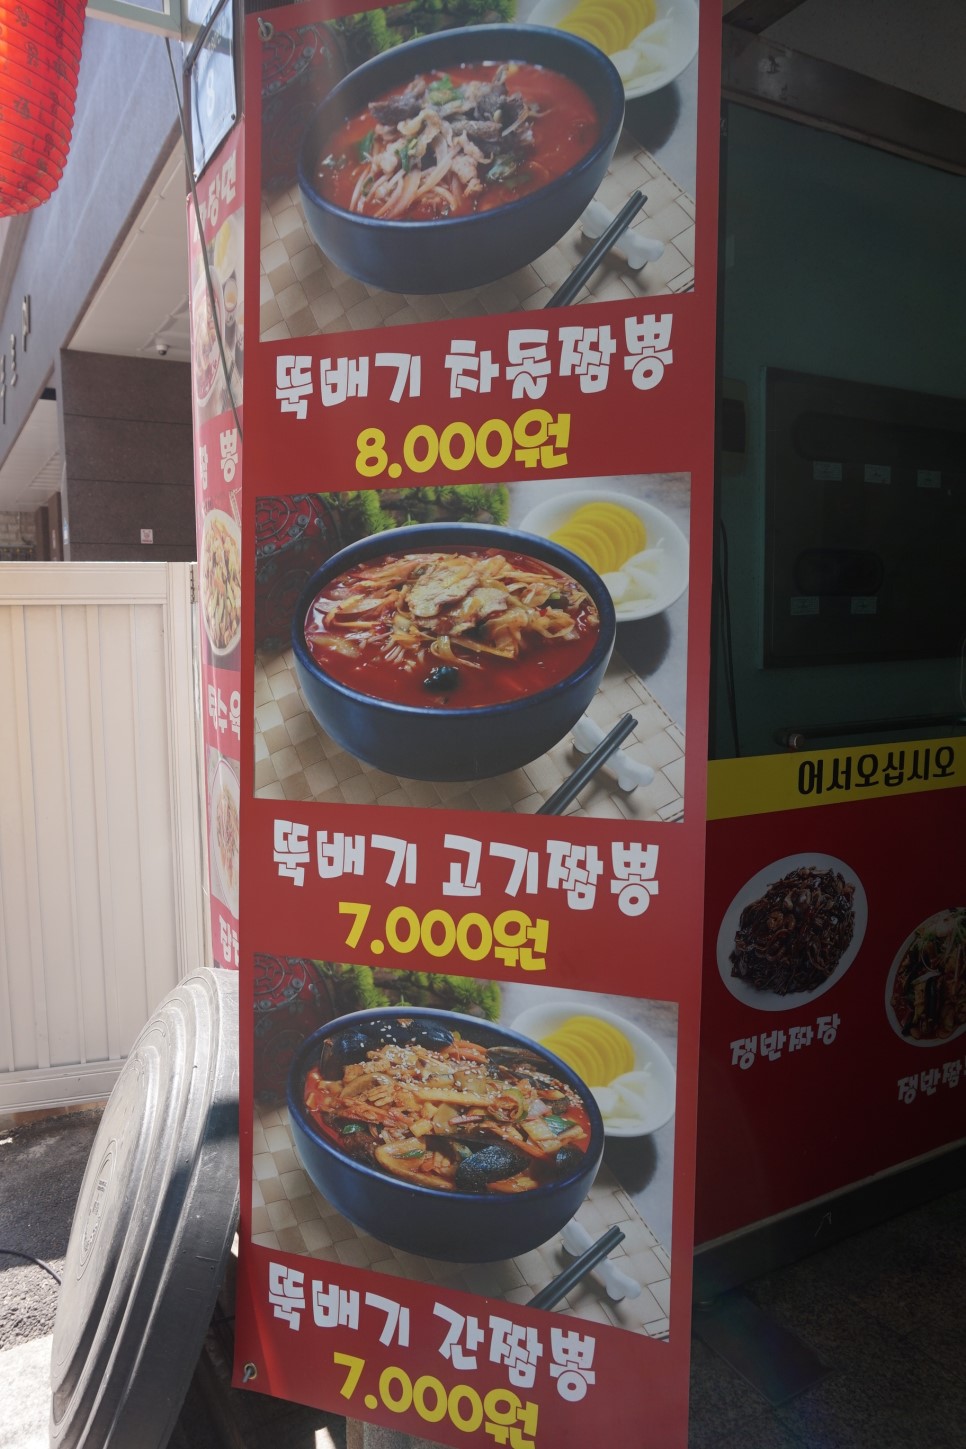 뚝배기 차돌짬뽕
8.000원
뚝배기 고기짬뽕
7.000원
뚝배기 간짬뽕
7.000원
어서오십시오
쟁반짜장
쟁반짬